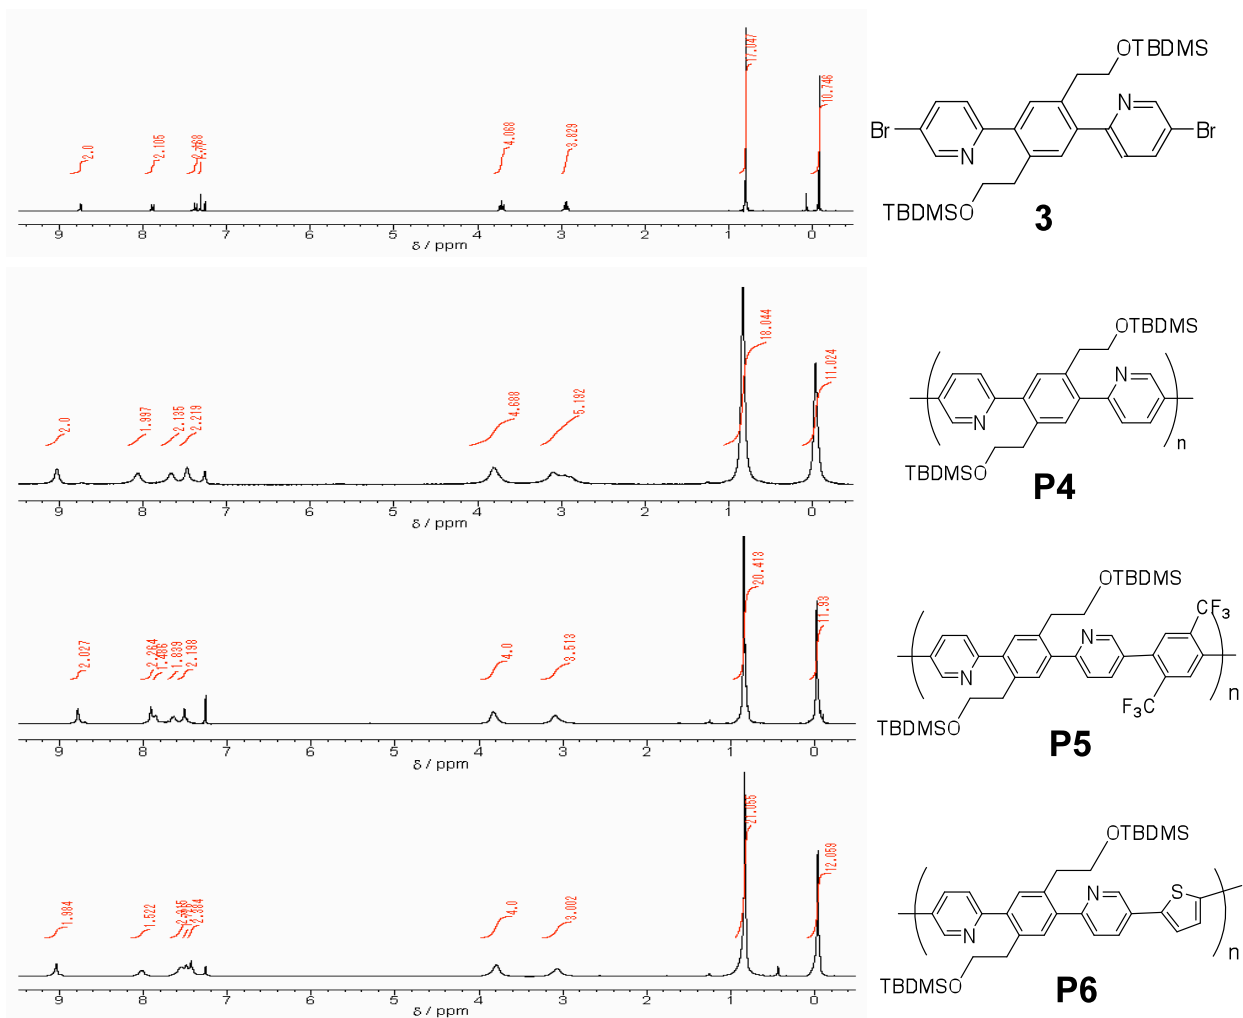 17.047
10.746
2.0
2.105
4.068
3.829
9 8 7 6 5 4 3 2 1 0
δ / ppm
OTBDMS
N
Br
Br
N
TBDMSO
3
18.044
11.024
2.0
1.997
2.135
2.219
4.688
5.192
9 8 7 6 5 4 3 2 1 0
δ / ppm
OTBDMS
N
N
n
TBDMSO
P4
20.413
11.93
2.027
2.264
1.486
1.839
2.198
4.0
3.513
9 8 7 6 5 4 3 2 1 0
δ / ppm
OTBDMS
CF3
N
N
n
F3C
TBDMSO
P5
21.055
12.059
1.984
1.522
2.384
4.0
3.002
9 8 7 6 5 4 3 2 1 0
δ / ppm
OTBDMS
N
S
N
n
TBDMSO
P6